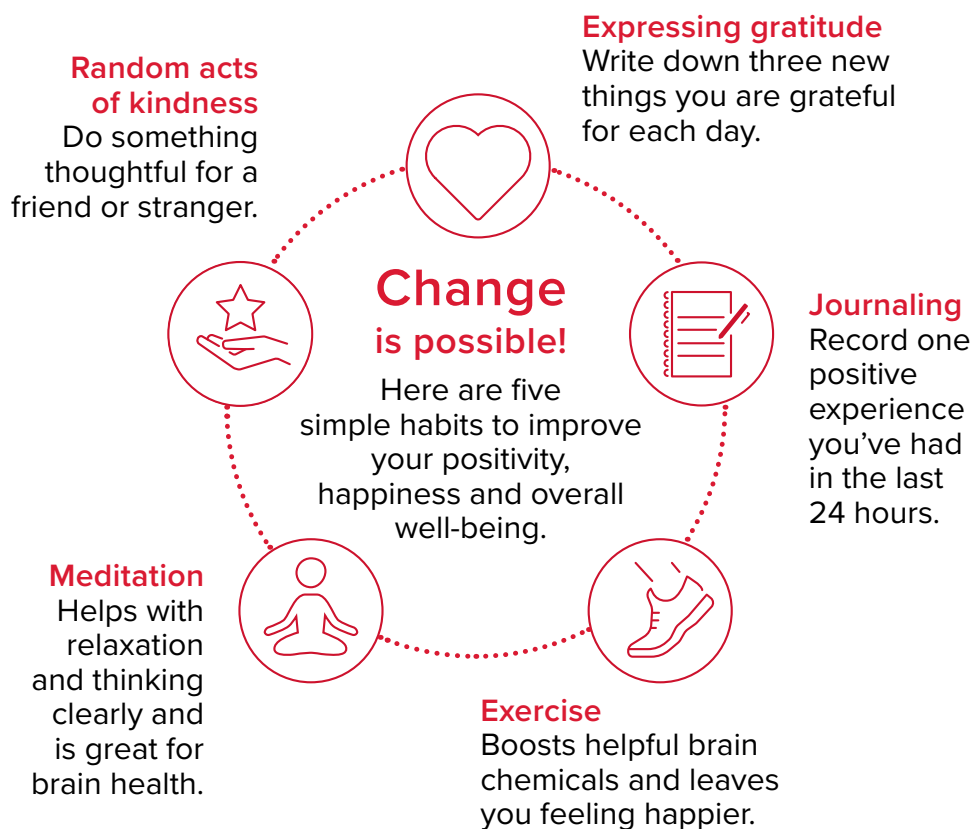 Expressing gratitude
Write down three new
things you are grateful
for each day.
Random acts
of kindness
Do something
thoughtful for a
friend or stranger.
Change
is possible!
Here are five
simple habits to improve
your positivity,
happiness and overall
well-being.
Journaling
Record one
positive
experience
you’ve had
in the last
24 hours.
Meditation
Helps with
relaxation
and thinking
clearly and
is great for
brain health.
Exercise
Boosts helpful brain
chemicals and leaves
you feeling happier.